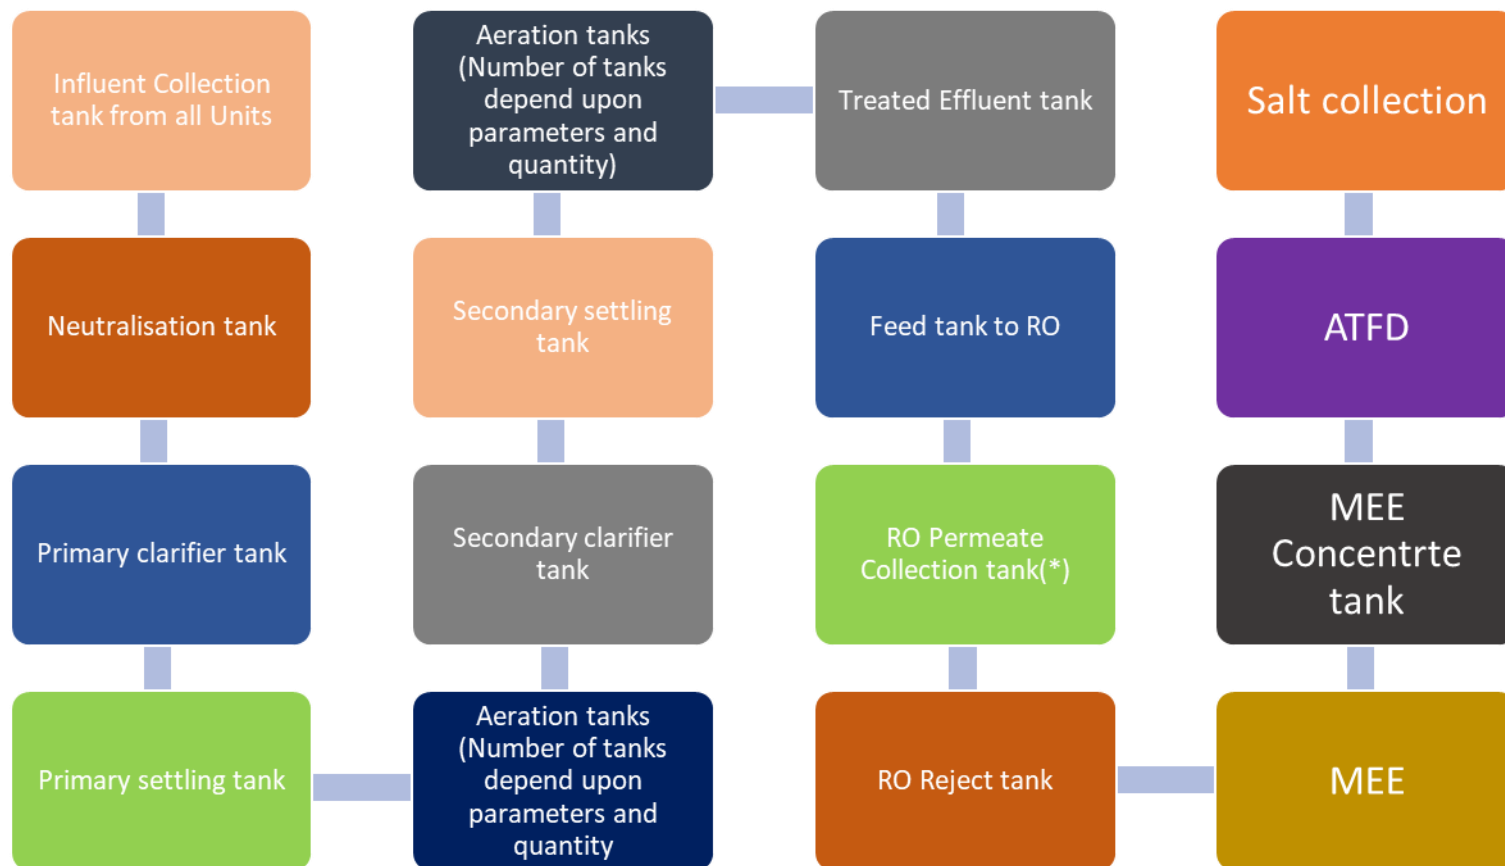 Influent Collection
tank from all Units
Neutralisation tank
Primary clarifier tank
Primary settling tank
Aeration tanks
(Number of tanks
depend upon
parameters and
quantity
Secondary clarifier
tank
Secondary settling
tank
Aeration tanks
(Number of tanks
depend upon
parameters and
quantity)
Treated Effluent tank
Feed tank to RO
RO Permeate
Collection tank(*)
RO Reject tank
MEE
MEE
Concentrte
tank
ATFD
Salt collection